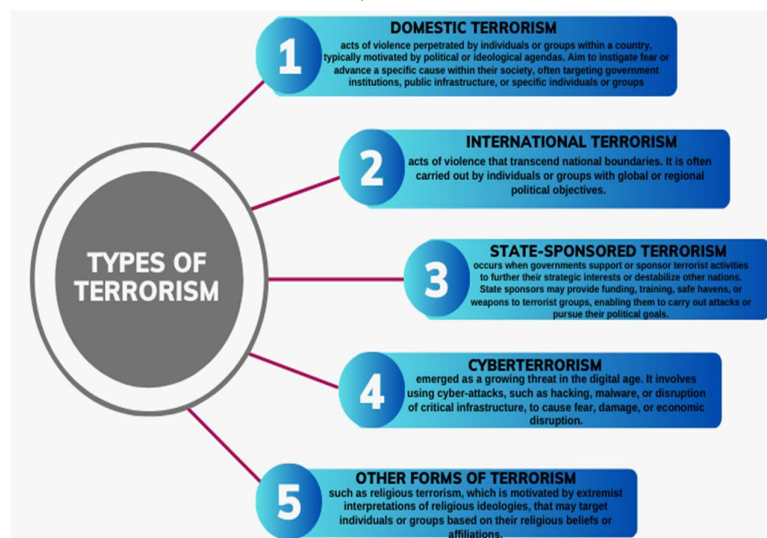 TYPES OF
TERRORISM
1
DOMESTIC TERRORISM
acts of violence perpetrated by individuals or groups within a country,
typically motivated by political or ideological agendas. Aim to instigate fear or
advance a specific cause within their society, often targeting government
institutions, public infrastructure, or specific individuals or groups
2
INTERNATIONAL TERRORISM
acts of violence that transcend national boundaries. It is often
carried out by individuals or groups with global or regional
political objectives.
3
STATE-SPONSORED TERRORISM
occurs when governments support or sponsor terrorist activities
to further their strategic interests or destabilize other nations.
State sponsors may provide funding, training, safe havens, or
weapons to terrorist groups, enabling them to carry out attacks or
pursue their political goals.
4
CYBERTERRORISM
emerged as a growing threat in the digital age. It involves
using cyber-attacks, such as hacking, malware, or disruption
of critical infrastructure, to cause fear, damage, or economic
disruption.
5
OTHER FORMS OF TERRORISM
such as religious terrorism, which is motivated by extremist
interpretations of religious ideologies, that may target
individuals or groups based on their religious beliefs or
affiliations.